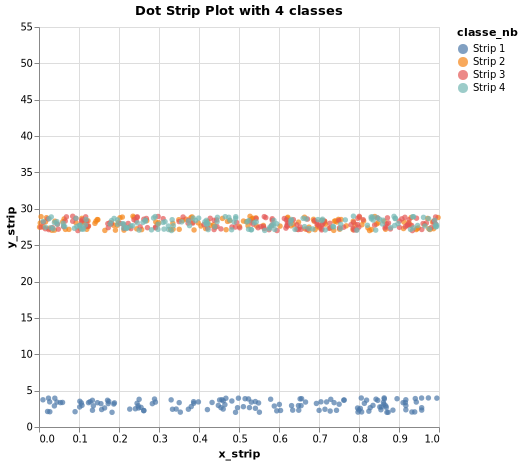 Dot Strip Plot with 4 classes
classe_nb
Strip 1
Strip 2
Strip 3
Strip 4
55
50
45
40
35
30
25
20
15
10
5
0
y_strip
0.0 0.1 0.2 0.3 0.4 0.5 0.6 0.7 0.8 0.9 1.0
x_strip